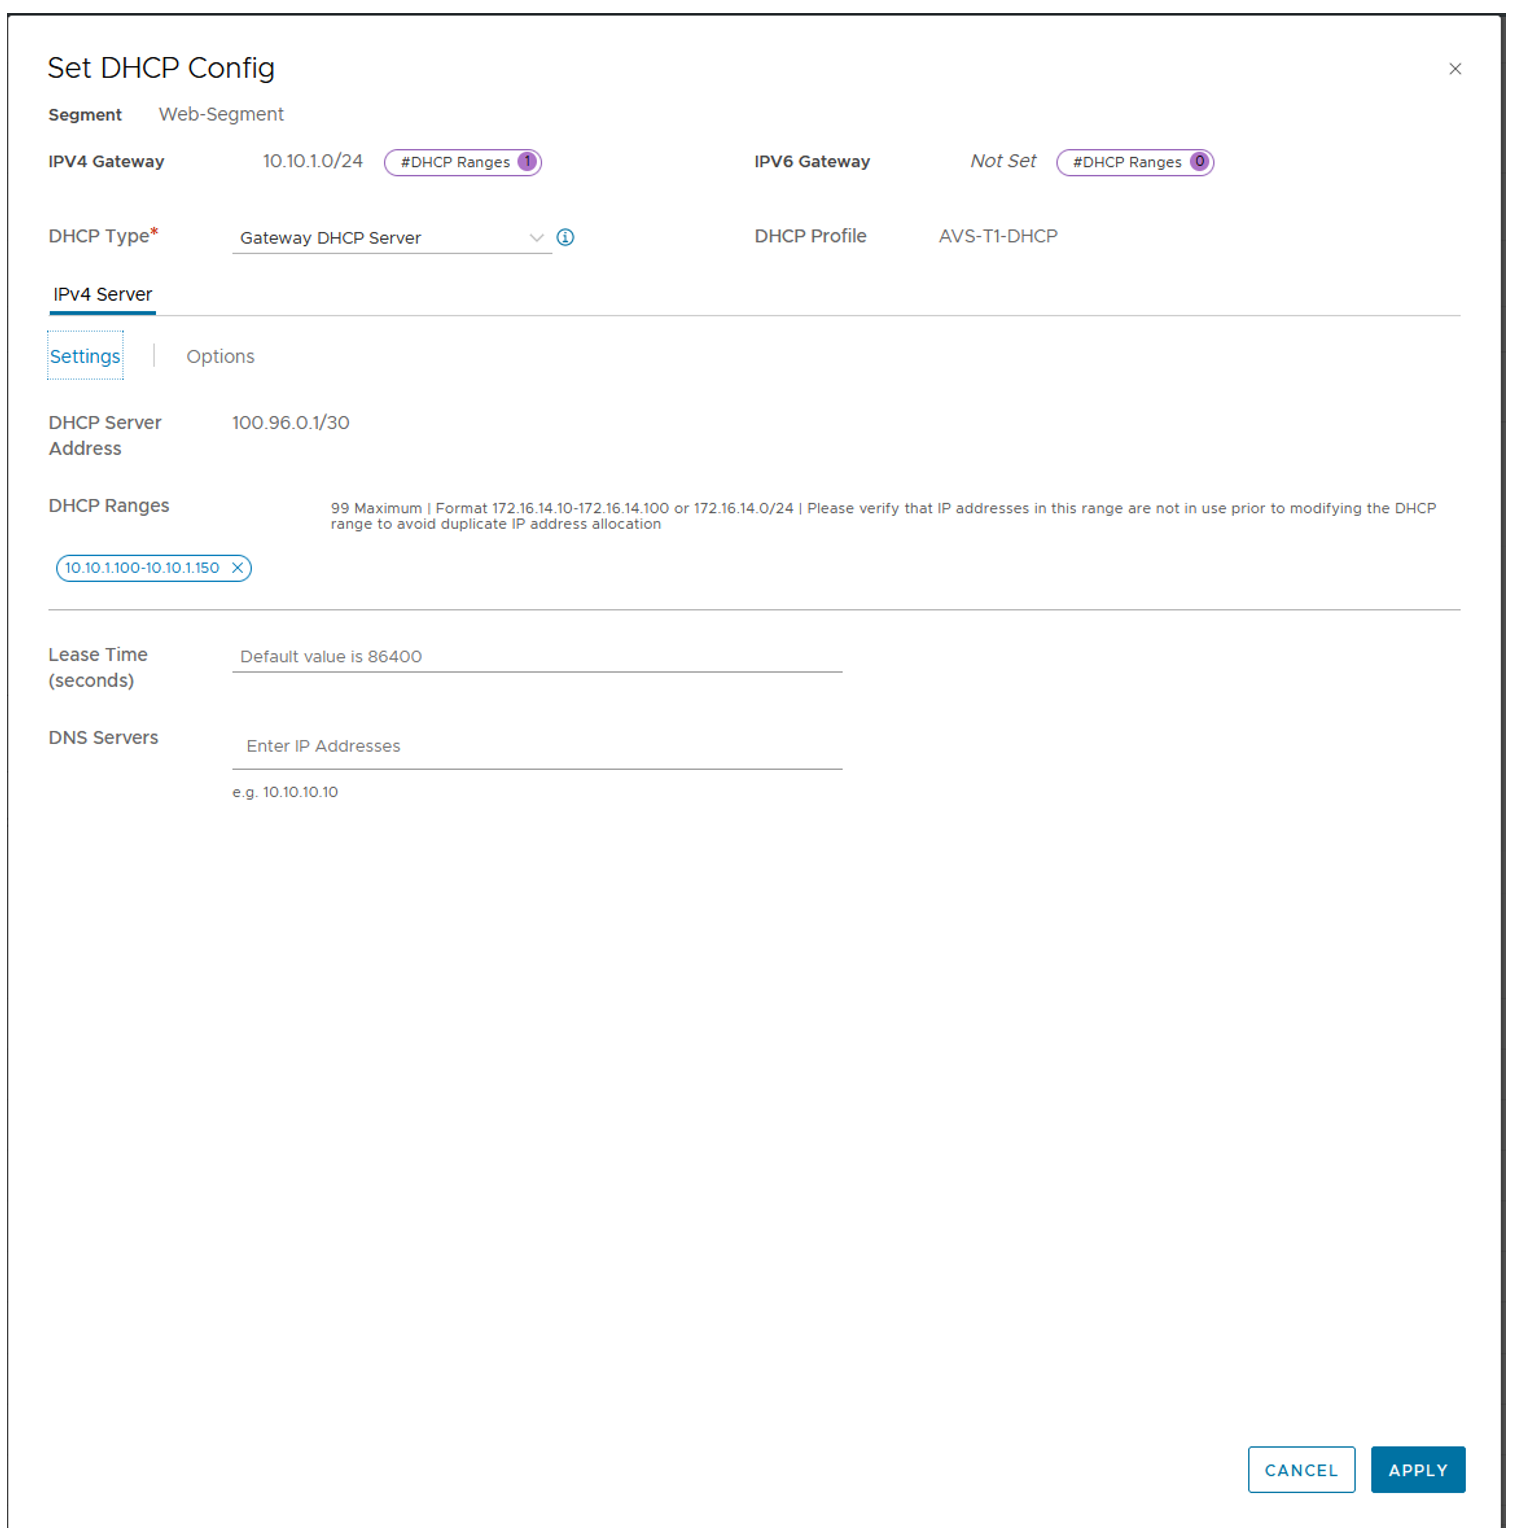 Set DHCP Config
Segment Web-Segment
IPV4 Gateway 10.10.1.0/24 #DHCP Ranges 1 IPV6 Gateway Not Set #DHCP Ranges 0
DHCP Type* Gateway DHCP Server DHCP Profile AVS-T1-DHCP
IPv4 Server
Settings Options
DHCP Server 100.96.0.1/30
Address
DHCP Ranges 99 Maximum | Format 172.16.14.10-172.16.14.100 or 172.16.14.0/24 | Please verify that IP addresses in this range are not in use prior to modifying the DHCP
range to avoid duplicate IP address allocation
10.10.1.100-10.10.1.150
Lease Time Default value is 86400
(seconds)
DNS Servers Enter IP Addresses
e.g. 10.10.10.10
CANCEL APPLY